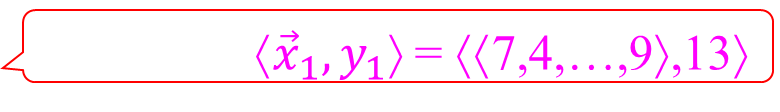 ⟨x⃗₁, y₁⟩ = ⟨⟨7,4,…,9⟩,13⟩